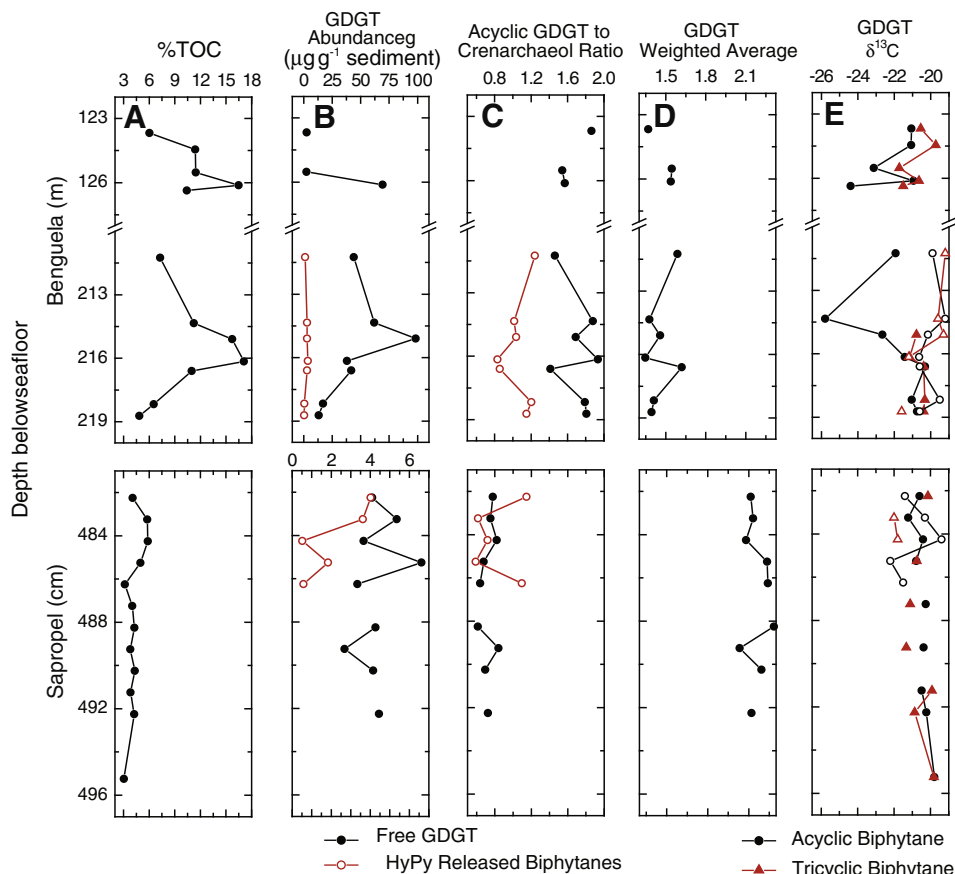 %TOC
GDGT
Abundanceg
(µg g-1 sediment)
Acyclic GDGT to
Crenarchaeol Ratio
GDGT
Weighted Average
GDGT
δ13C
3 6 9 12 15 18
0 25 50 75 100
0.8 1.2 1.6 2.0
1.5 1.8 2.1
-26 -24 -22 -20
A B C D E
123
126
213
216
219
Benguela (m)
Depth belowseafloor
0 2 4 6
484
488
492
496
Sapropel (cm)
Free GDGT
HyPy Released Biphytanes
Acyclic Biphytane
Tricyclic Biphytane